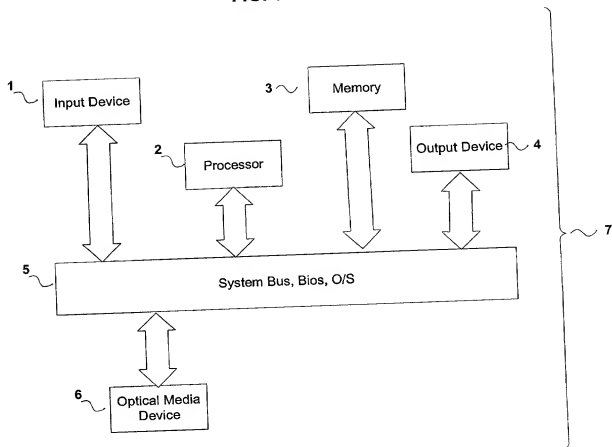 1
Input Device
3
Memory
2
Processor
Output Device
4
7
5
System Bus, Bios, O/S
6
Optical Media
Device